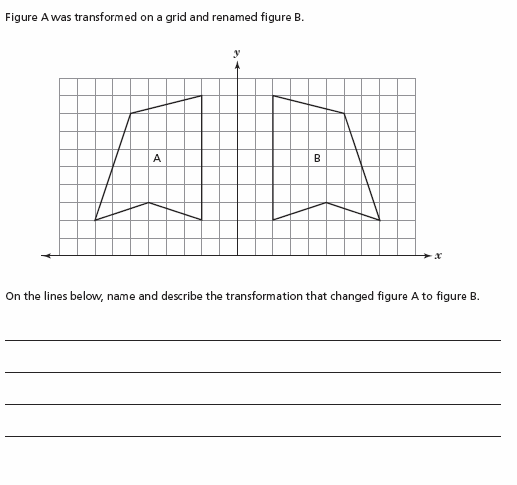 Figure A was transformed on a grid and renamed figure B.
y
A
B
x
On the lines below, name and describe the transformation that changed figure A to figure B.